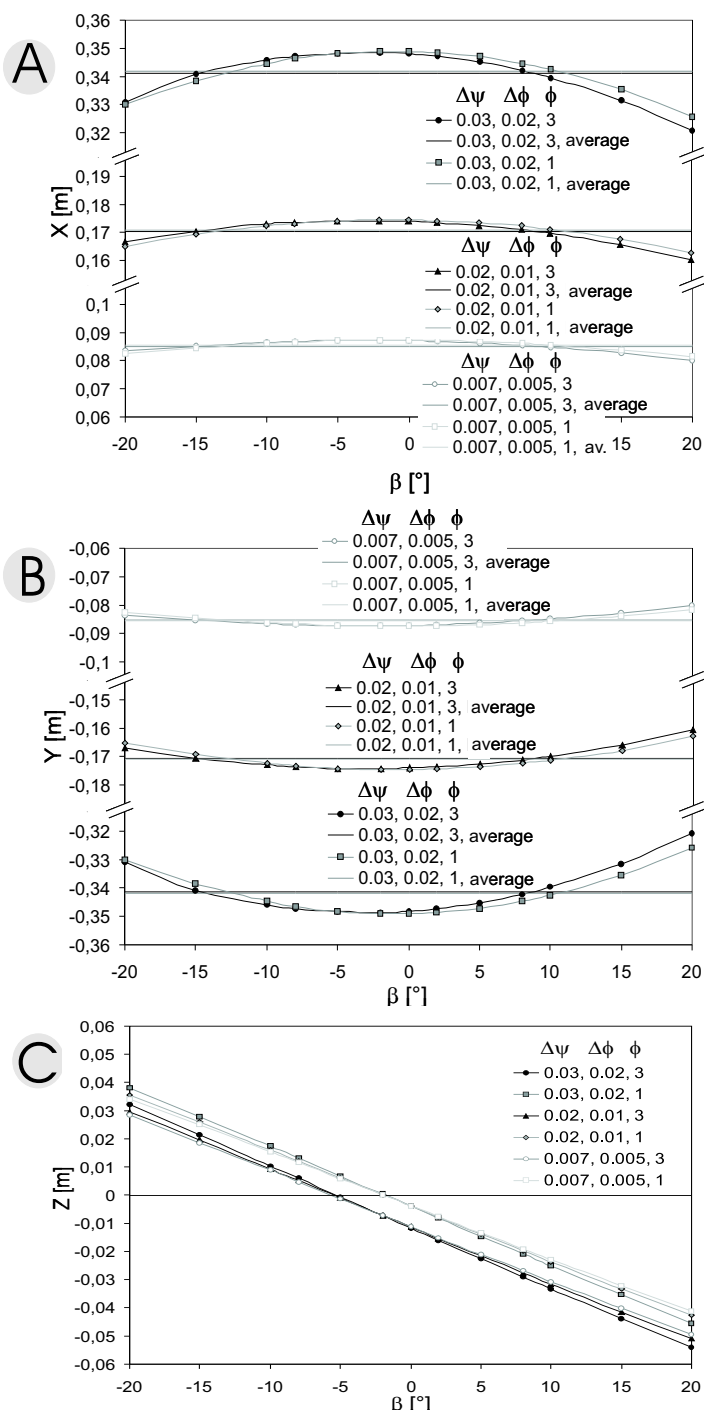 A
0,36
0,35
0,34
0,33
0,32
0,19
0,18
0,17
0,16
0,1
0,09
0,08
0,07
0,06
X [m]
Δψ Δϕ ϕ
0.03, 0.02, 3
0.03, 0.02, 3, average
0.03, 0.02, 1
0.03, 0.02, 1, average
Δψ Δϕ ϕ
0.02, 0.01, 3
0.02, 0.01, 3, average
0.02, 0.01, 1
0.02, 0.01, 1, average
Δψ Δϕ ϕ
0.007, 0.005, 3
0.007, 0.005, 3, average
0.007, 0.005, 1
0.007, 0.005, 1, av.
-20 -15 -10 -5 0 5 10 15 20
β [°]
B
Δψ Δϕ ϕ
0.007, 0.005, 3
0.007, 0.005, 3, average
0.007, 0.005, 1
0.007, 0.005, 1, average
-0,06
-0,07
-0,08
-0,09
-0,1
-0,15
-0,16
-0,17
-0,18
-0,32
-0,33
-0,34
-0,35
-0,36
Y [m]
Δψ Δϕ ϕ
0.02, 0.01, 3
0.02, 0.01, 3, average
0.02, 0.01, 1
0.02, 0.01, 1, average
Δψ Δϕ ϕ
0.03, 0.02, 3
0.03, 0.02, 3, average
0.03, 0.02, 1
0.03, 0.02, 1, average
-20 -15 -10 -5 0 5 10 15 20
β [°]
C
0,06
0,05
0,04
0,03
0,02
0,01
0
-0,01
-0,02
-0,03
-0,04
-0,05
-0,06
Z [m]
Δψ Δϕ ϕ
0.03, 0.02, 3
0.03, 0.02, 1
0.02, 0.01, 3
0.02, 0.01, 1
0.007, 0.005, 3
0.007, 0.005, 1
-20 -15 -10 -5 0 5 10 15 20
β [°]